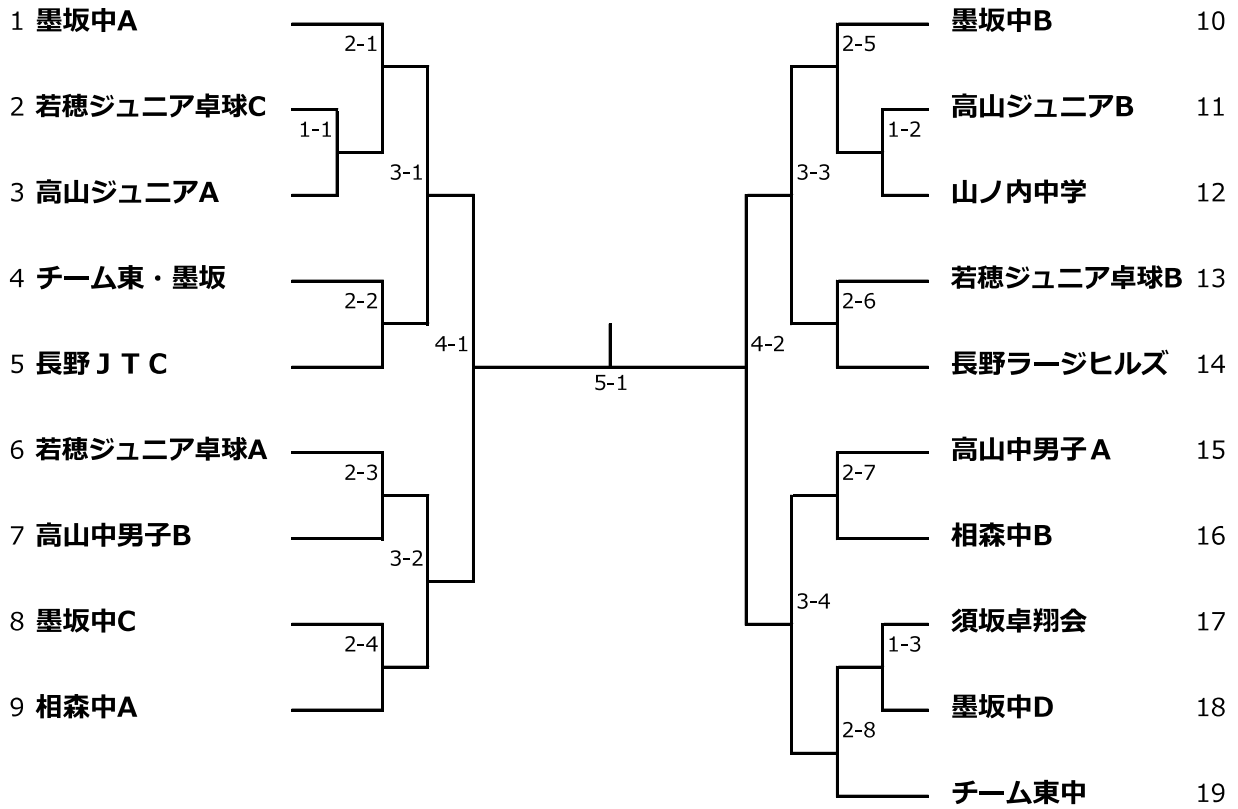 1 墨坂中A
2-1
2 若穂ジュニア卓球C
1-1
3 高山ジュニアA
3-1
4 チーム東・墨坂
2-2
5 長野ＪＴＣ
4-1
6 若穂ジュニア卓球A
2-3
7 高山中男子B
3-2
8 墨坂中C
2-4
9 相森中A
5-1
墨坂中B 10
2-5
高山ジュニアB 11
1-2
3-3
山ノ内中学 12
若穂ジュニア卓球B 13
2-6
4-2
長野ラージヒルズ 14
高山中男子Ａ 15
2-7
相森中B 16
3-4
須坂卓翔会 17
1-3
墨坂中D 18
2-8
チーム東中 19